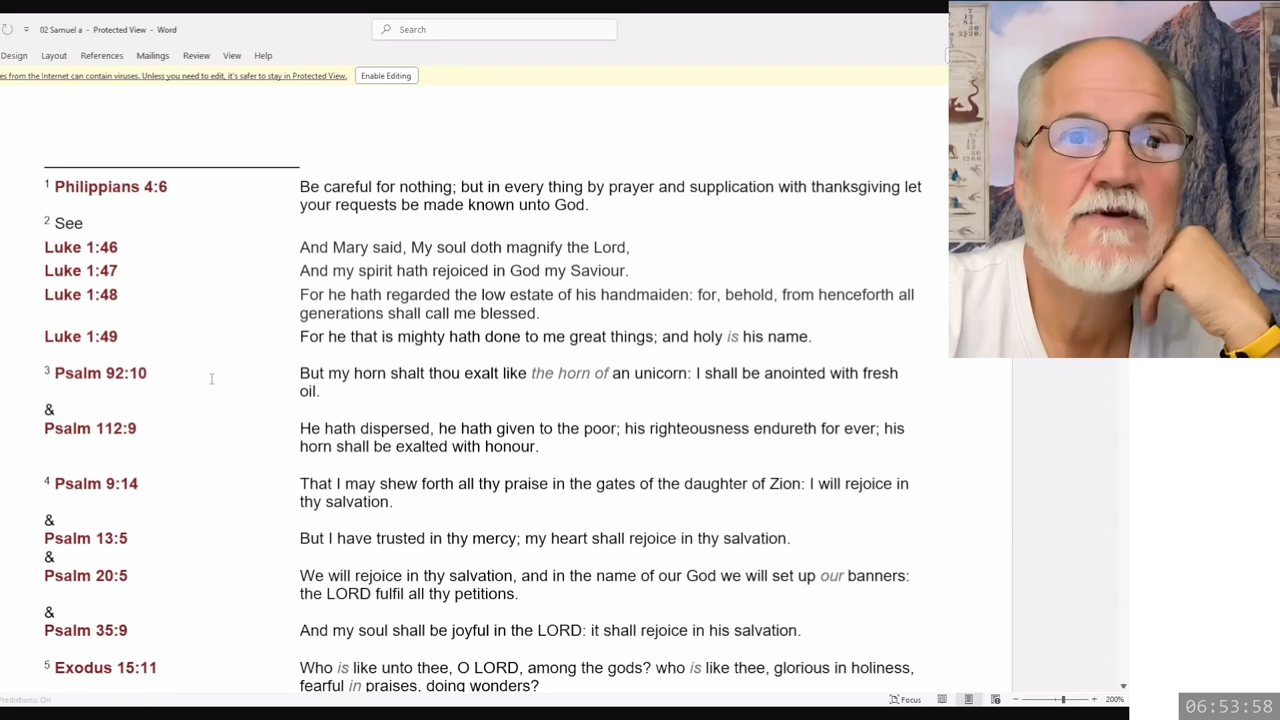 02 Samuel a - Protected View - Word
Search
Design Layout References Mailings Review View Help
es from the Internet can contain viruses. Unless you need to edit, it's safer to stay in Protected View. Enable Editing
1 Philippians 4:6 Be careful for nothing; but in every thing by prayer and supplication with thanksgiving let
your requests be made known unto God.
2 See
Luke 1:46 And Mary said, My soul doth magnify the Lord,
Luke 1:47 And my spirit hath rejoiced in God my Saviour.
Luke 1:48 For he hath regarded the low estate of his handmaiden: for, behold, from henceforth all
generations shall call me blessed.
Luke 1:49 For he that is mighty hath done to me great things; and holy is his name.
3 Psalm 92:10 But my horn shalt thou exalt like the horn of an unicorn: I shall be anointed with fresh
oil.
&
Psalm 112:9 He hath dispersed, he hath given to the poor; his righteousness endureth for ever; his
horn shall be exalted with honour.
4 Psalm 9:14 That I may shew forth all thy praise in the gates of the daughter of Zion: I will rejoice in
thy salvation.
&
Psalm 13:5 But I have trusted in thy mercy; my heart shall rejoice in thy salvation.
&
Psalm 20:5 We will rejoice in thy salvation, and in the name of our God we will set up our banners:
the LORD fulfil all thy petitions.
&
Psalm 35:9 And my soul shall be joyful in the LORD: it shall rejoice in his salvation.
5 Exodus 15:11 Who is like unto thee, O LORD, among the gods? who is like thee, glorious in holiness,
fearful in praises, doing wonders?
Predictions: On Focus 200%
06:53:58